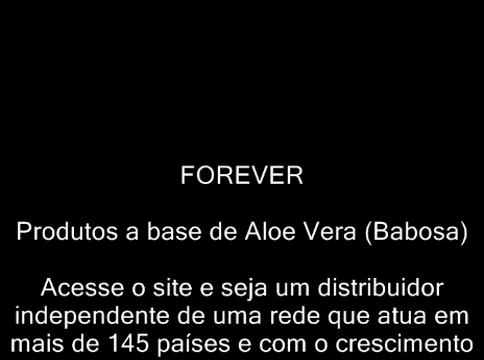 FOREVER
Produtos a base de Aloe Vera (Babosa)
Acesse o site e seja um distribuidor
independente de uma rede que atua em
mais de 145 países e com o crescimento